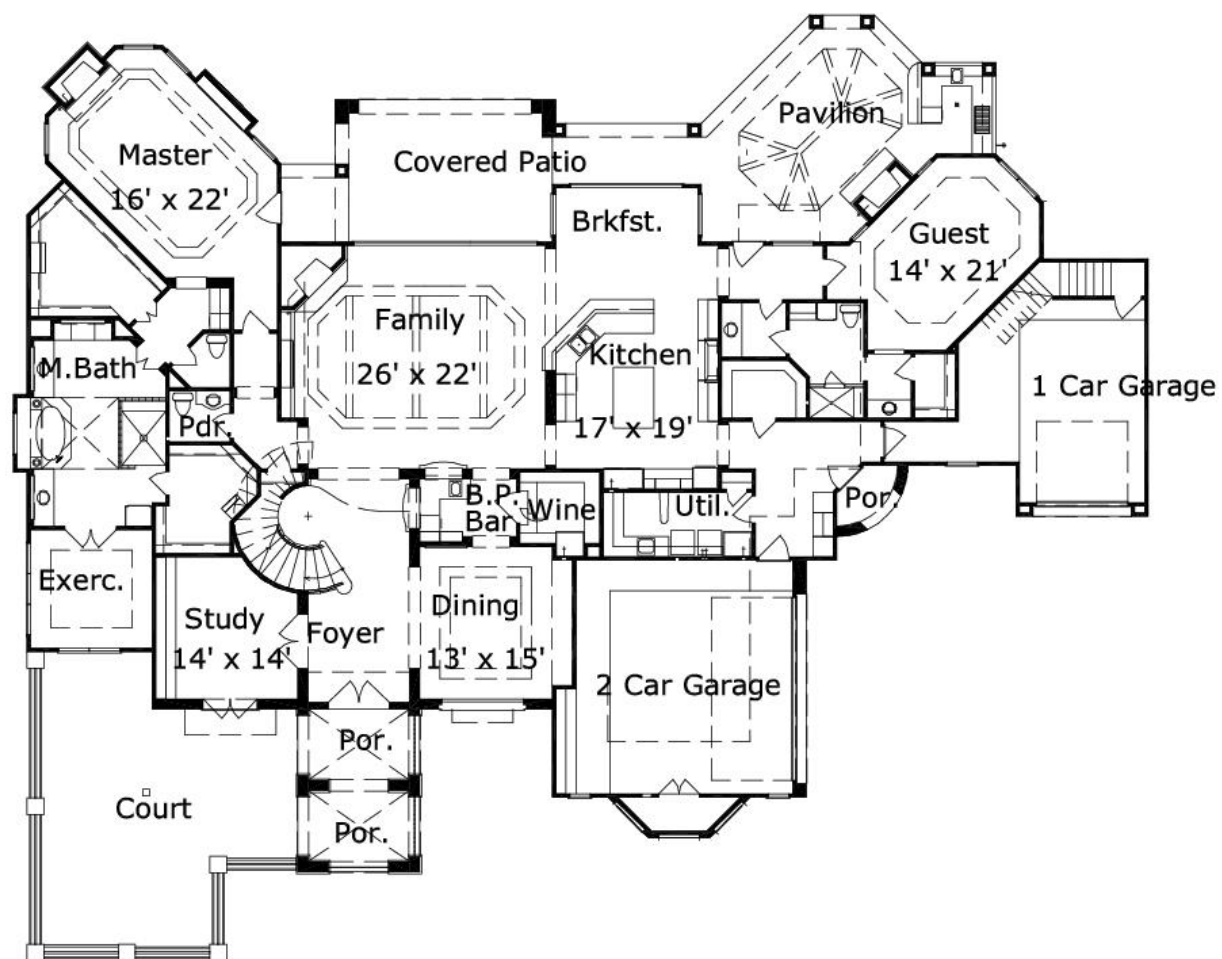 Pavilion
Master
16' x 22'
Covered Patio
Brkfst.
Guest
14' x 21'
Family
26' x 22'
Kitchen
17' x 19'
M.Bath
1 Car Garage
Pdr.
B.P.
Bar
Wine
Util.
Por.
Exerc.
Study
14' x 14'
Foyer
Dining
13' x 15'
2 Car Garage
Por.
Court
Por.